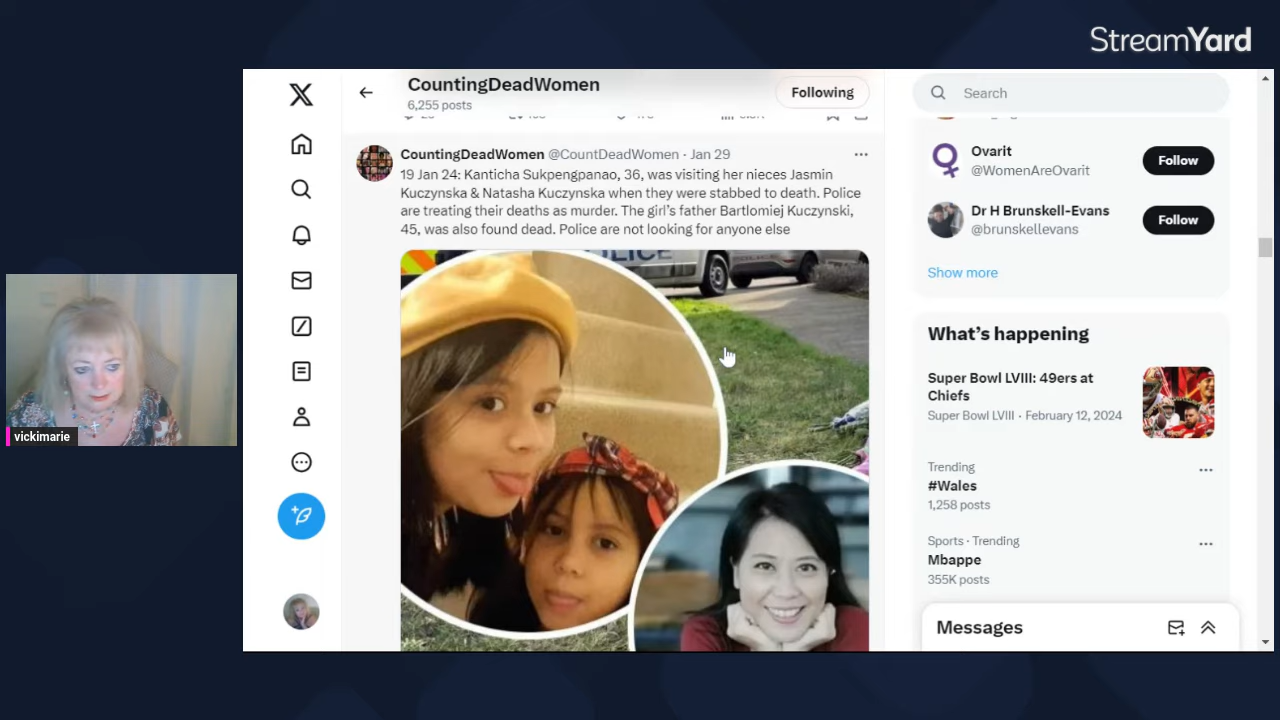 StreamYard
CountingDeadWomen
6,255 posts
Following
Search
CountingDeadWomen @CountDeadWomen · Jan 29
19 Jan 24: Kanticha Sukpengpanao, 36, was visiting her nieces Jasmin
Kuczynska & Natasha Kuczynska when they were stabbed to death. Police
are treating their deaths as murder. The girl's father Bartlomiej Kuczynski,
45, was also found dead. Police are not looking for anyone else
POLICE
Ovarit
@WomenAreOvarit
Follow
Dr H Brunskell-Evans
@brunskellevans
Follow
Show more
What's happening
Super Bowl LVIII: 49ers at
Chiefs
Super Bowl LVIII · February 12, 2024
Trending
#Wales
1,258 posts
Sports · Trending
Mbappe
355K posts
Messages
vickimarie